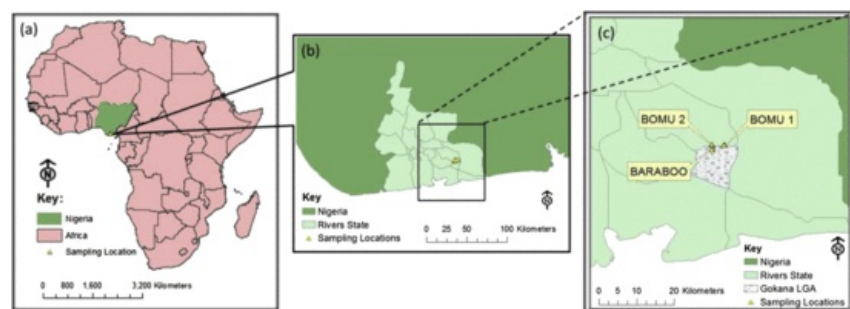 (a)
N
Key:
Nigeria
Africa
Sampling Location
0 800 1,600 3,200 Kilometers
(b)
Key
Nigeria
Rivers State
Sampling Locations
0 25 50 100
Kilometers
N
(c)
BOMU 2
BOMU 1
BARABOO
Key
Nigeria
Rivers State
Gokana LGA
Sampling Locations
0 5 10 20 Kilometers
N